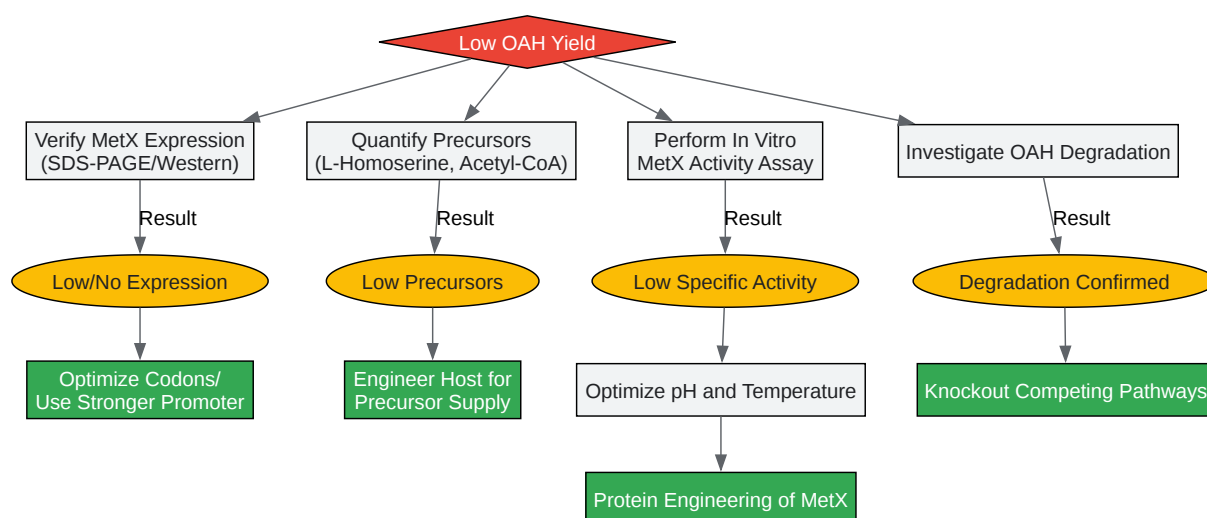 Low OAH Yield
Verify MetX Expression
(SDS-PAGE/Western)
Quantify Precursors
(L-Homoserine, Acetyl-CoA)
Perform In Vitro
MetX Activity Assay
Investigate OAH Degradation
Result
Result
Result
Result
Low/No Expression
Low Precursors
Low Specific Activity
Degradation Confirmed
Optimize Codons/
Use Stronger Promoter
Engineer Host for
Precursor Supply
Optimize pH and Temperature
Knockout Competing Pathways
Protein Engineering of MetX